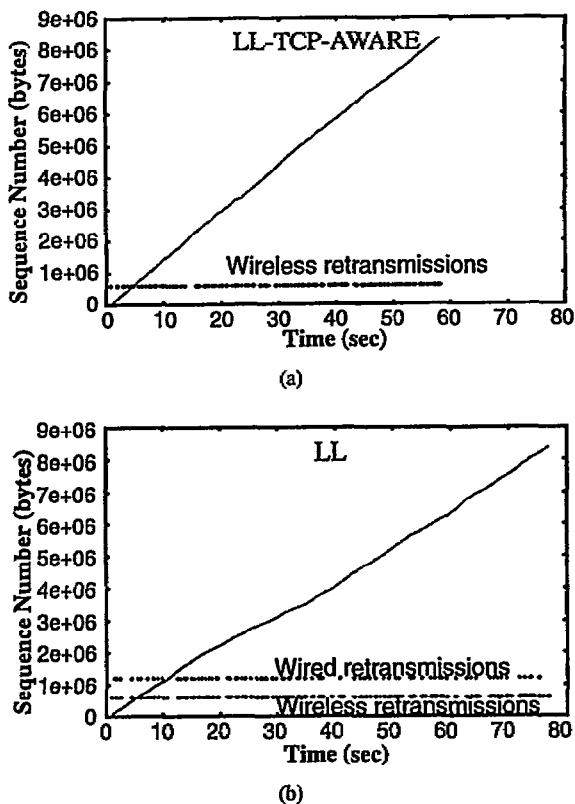 LL-TCP-AWARE
Sequence Number (bytes)
9e+06
8e+06
7e+06
6e+06
5e+06
4e+06
3e+06
2e+06
1e+06
0
Wireless retransmissions
0 10 20 30 40 50 60 70 80
Time (sec)
(a)
LL
Sequence Number (bytes)
9e+06
8e+06
7e+06
6e+06
5e+06
4e+06
3e+06
2e+06
1e+06
0
Wired retransmissions
Wireless retransmissions
0 10 20 30 40 50 60 70 80
Time (sec)
(b)